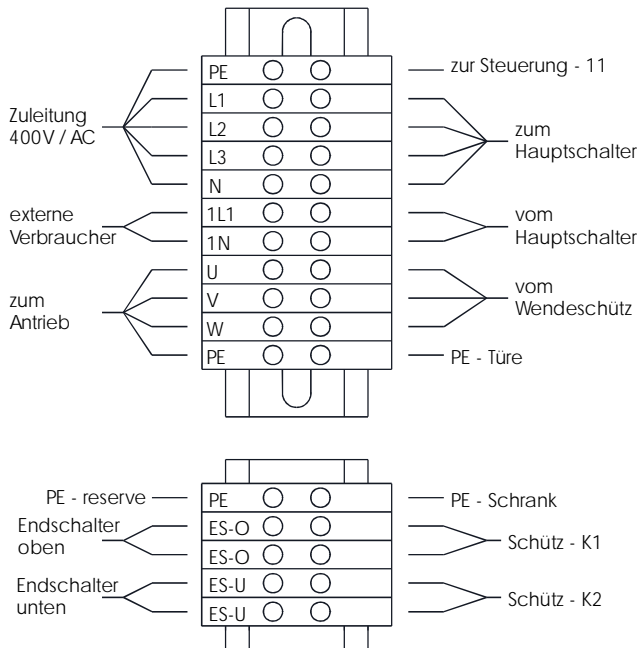 PE
zur Steuerung - 11
Zuleitung
400V / AC
L1
L2
L3
N
zum
Hauptschalter
externe
Verbraucher
1L1
1N
vom
Hauptschalter
zum
Antrieb
U
V
W
PE
vom
Wendeschütz
PE - Türe
PE - reserve
PE
PE - Schrank
Endschalter
oben
ES-O
ES-O
Schütz - K1
Endschalter
unten
ES-U
ES-U
Schütz - K2